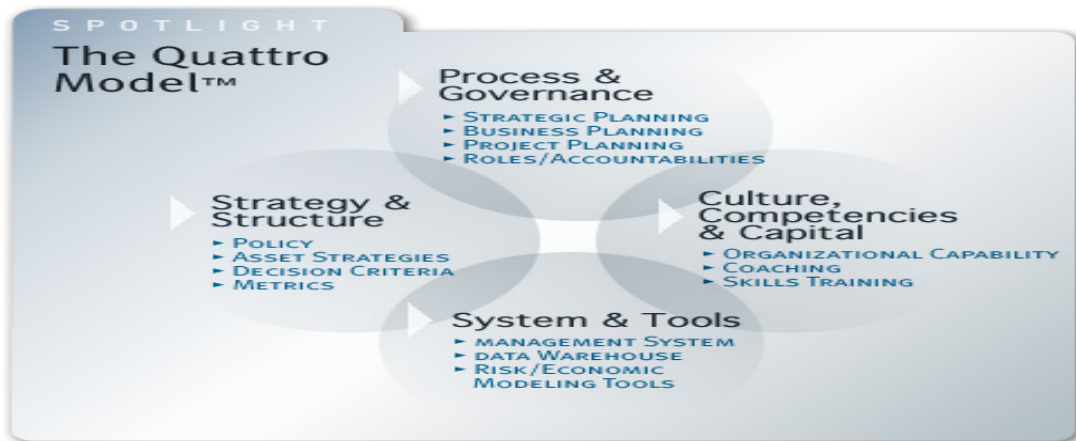 SPOTLIGHT
The Quattro
Model™
Process &
Governance
► STRATEGIC PLANNING
► BUSINESS PLANNING
► PROJECT PLANNING
► ROLES/ACCOUNTABILITIES
Strategy &
Structure
► POLICY
► ASSET STRATEGIES
► DECISION CRITERIA
► METRICS
Culture,
Competencies
& Capital
► ORGANIZATIONAL CAPABILITY
► COACHING
► SKILLS TRAINING
System & Tools
► MANAGEMENT SYSTEM
► DATA WAREHOUSE
► RISK/ECONOMIC
MODELING TOOLS